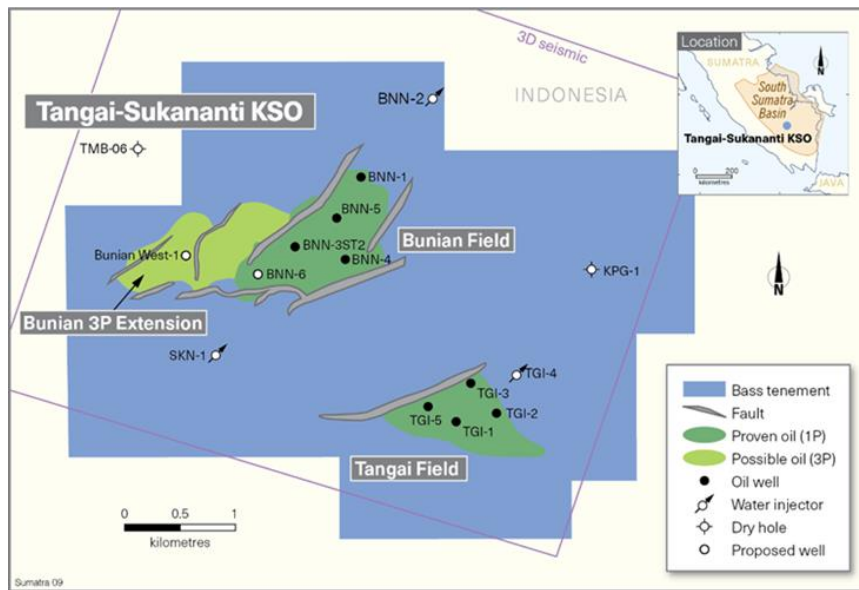 3D seismic
Location
N
SUMATRA
South
Sumatra
Basin
Tangai-Sukananti KSO
0 200
kilometres
JAVA
INDONESIA
BNN-2
Tangai-Sukananti KSO
TMB-06
BNN-1
BNN-5
Bunian Field
BNN-3ST2
BNN-4
Bunian West-1
BNN-6
KPG-1
N
Bunian 3P Extension
SKN-1
TGI-4
TGI-3
TGI-5
TGI-2
TGI-1
Tangai Field
0 0.5 1
kilometres
Bass tenement
Fault
Proven oil (1P)
Possible oil (3P)
Oil well
Water injector
Dry hole
Proposed well
Sumatra 09